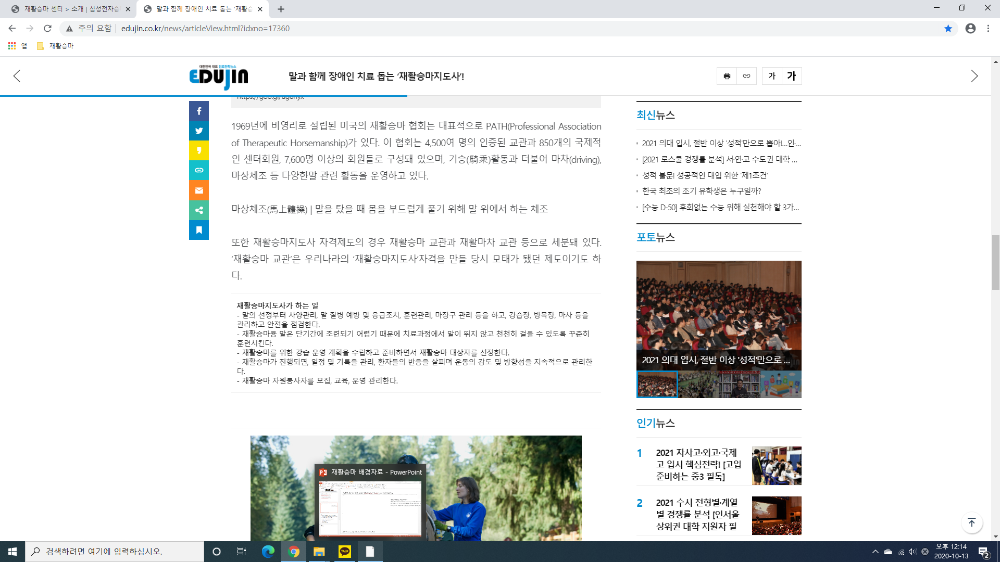 재활승마 센터 > 소개 | 삼성전자승
말과 함께 장애인 치료 돕는 '재활승
주의 요함
edujin.co.kr/news/articleView.html?idxno=17360
앱
재활승마
대한민국 대표 진로진학뉴스
EDUJIN
말과 함께 장애인 치료 돕는 '재활승마지도사'!
가
가
1969년에 비영리로 설립된 미국의 재활승마 협회는 대표적으로 PATH(Professional Association
of Therapeutic Horsemanship)가 있다. 이 협회는 4,500여 명의 인증된 교관과 850개의 국제적
인 센터회원, 7,600명 이상의 회원들로 구성돼 있으며, 기승(騎乘)활동과 더불어 마차(driving),
마상체조 등 다양한말 관련 활동을 운영하고 있다.
마상체조(馬上體操) | 말을 탔을 때 몸을 부드럽게 풀기 위해 말 위에서 하는 체조
또한 재활승마지도사 자격제도의 경우 재활승마 교관과 재활마차 교관 등으로 세분돼 있다.
'재활승마 교관'은 우리나라의 '재활승마지도사'자격을 만들 당시 모태가 됐던 제도이기도 하
다.
재활승마지도사가 하는 일
- 말의 선정부터 사양관리, 말 질병 예방 및 응급조치, 훈련관리, 마장구 관리 등을 하고, 강습장, 방목장, 마사 등을
관리하고 안전을 점검한다.
- 재활승마용 말은 단기간에 조련되기 어렵기 때문에 치료과정에서 말이 뛰지 않고 천천히 걸을 수 있도록 꾸준히
훈련시킨다.
- 재활승마를 위한 강습 운영 계획을 수립하고 준비하면서 재활승마 대상자를 선정한다.
- 재활승마가 진행되면, 일정 및 기록을 관리, 환자들의 반응을 살피며 운동의 강도 및 방향성을 지속적으로 관리한
다.
- 재활승마 자원봉사자를 모집, 교육, 운영 관리한다.
최신뉴스
2021 의대 입시, 절반 이상 '성적'만으로 뽑아!...인·...
[2021 로스쿨 경쟁률 분석] 서·연·고 수도권 대학 ...
성적 불문! 성공적인 대입 위한 '제1조건'
한국 최초의 조기 유학생은 누구일까?
[수능 D-50] 후회없는 수능 위해 실천해야 할 3가...
포토뉴스
2021 의대 입시, 절반 이상 '성적'만으로 ...
인기뉴스
1
2021 자사고·외고·국제
고 입시 핵심전략! [고입
준비하는 중3 필독]
2
2021 수시 전형별·계열
별 경쟁률 분석 [인서울
상위권 대학 지원자 필
재활승마 배경자료 - PowerPoint
검색하려면 여기에 입력하십시오.
TALK
오후 12:14
2020-10-13
2